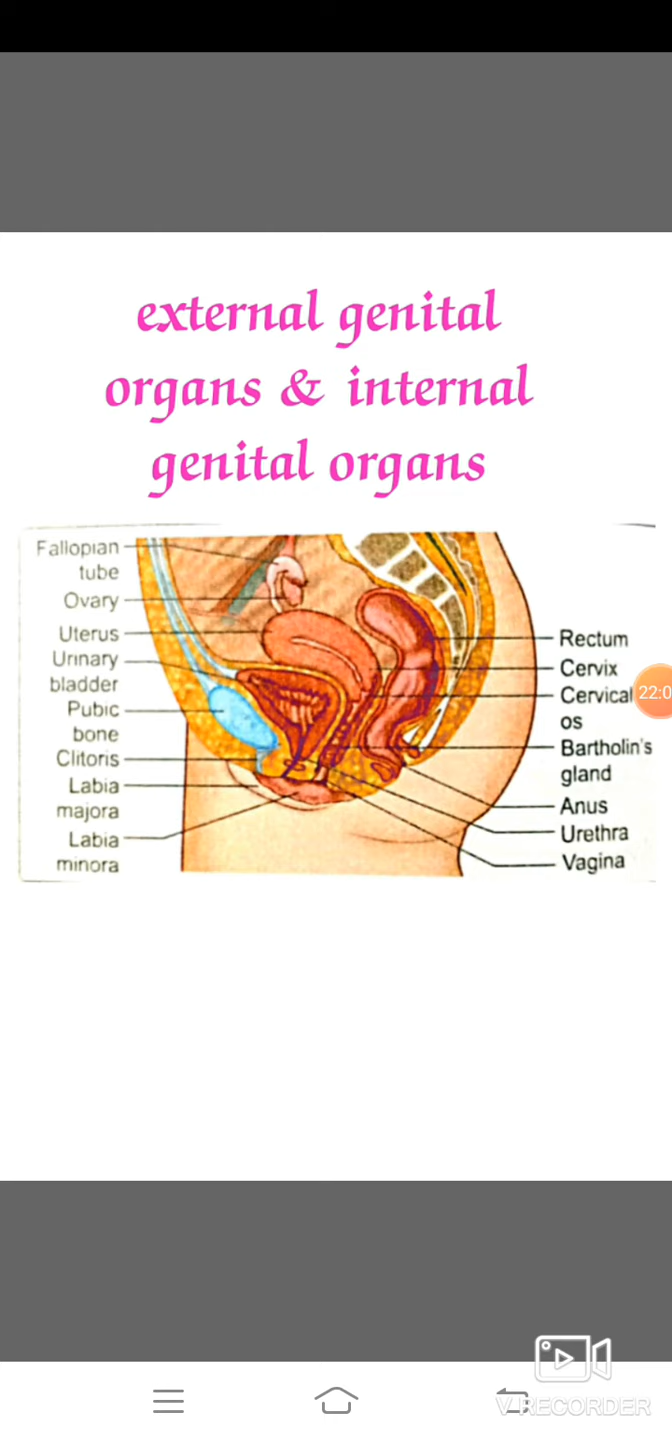 external genital
organs & internal
genital organs
Fallopian
tube
Ovary
Uterus
Urinary
bladder
Pubic
bone
Clitoris
Labia
majora
Labia
minora
Rectum
Cervix
Cervical
os
Bartholin's
gland
Anus
Urethra
Vagina
22:0
V RECORDER